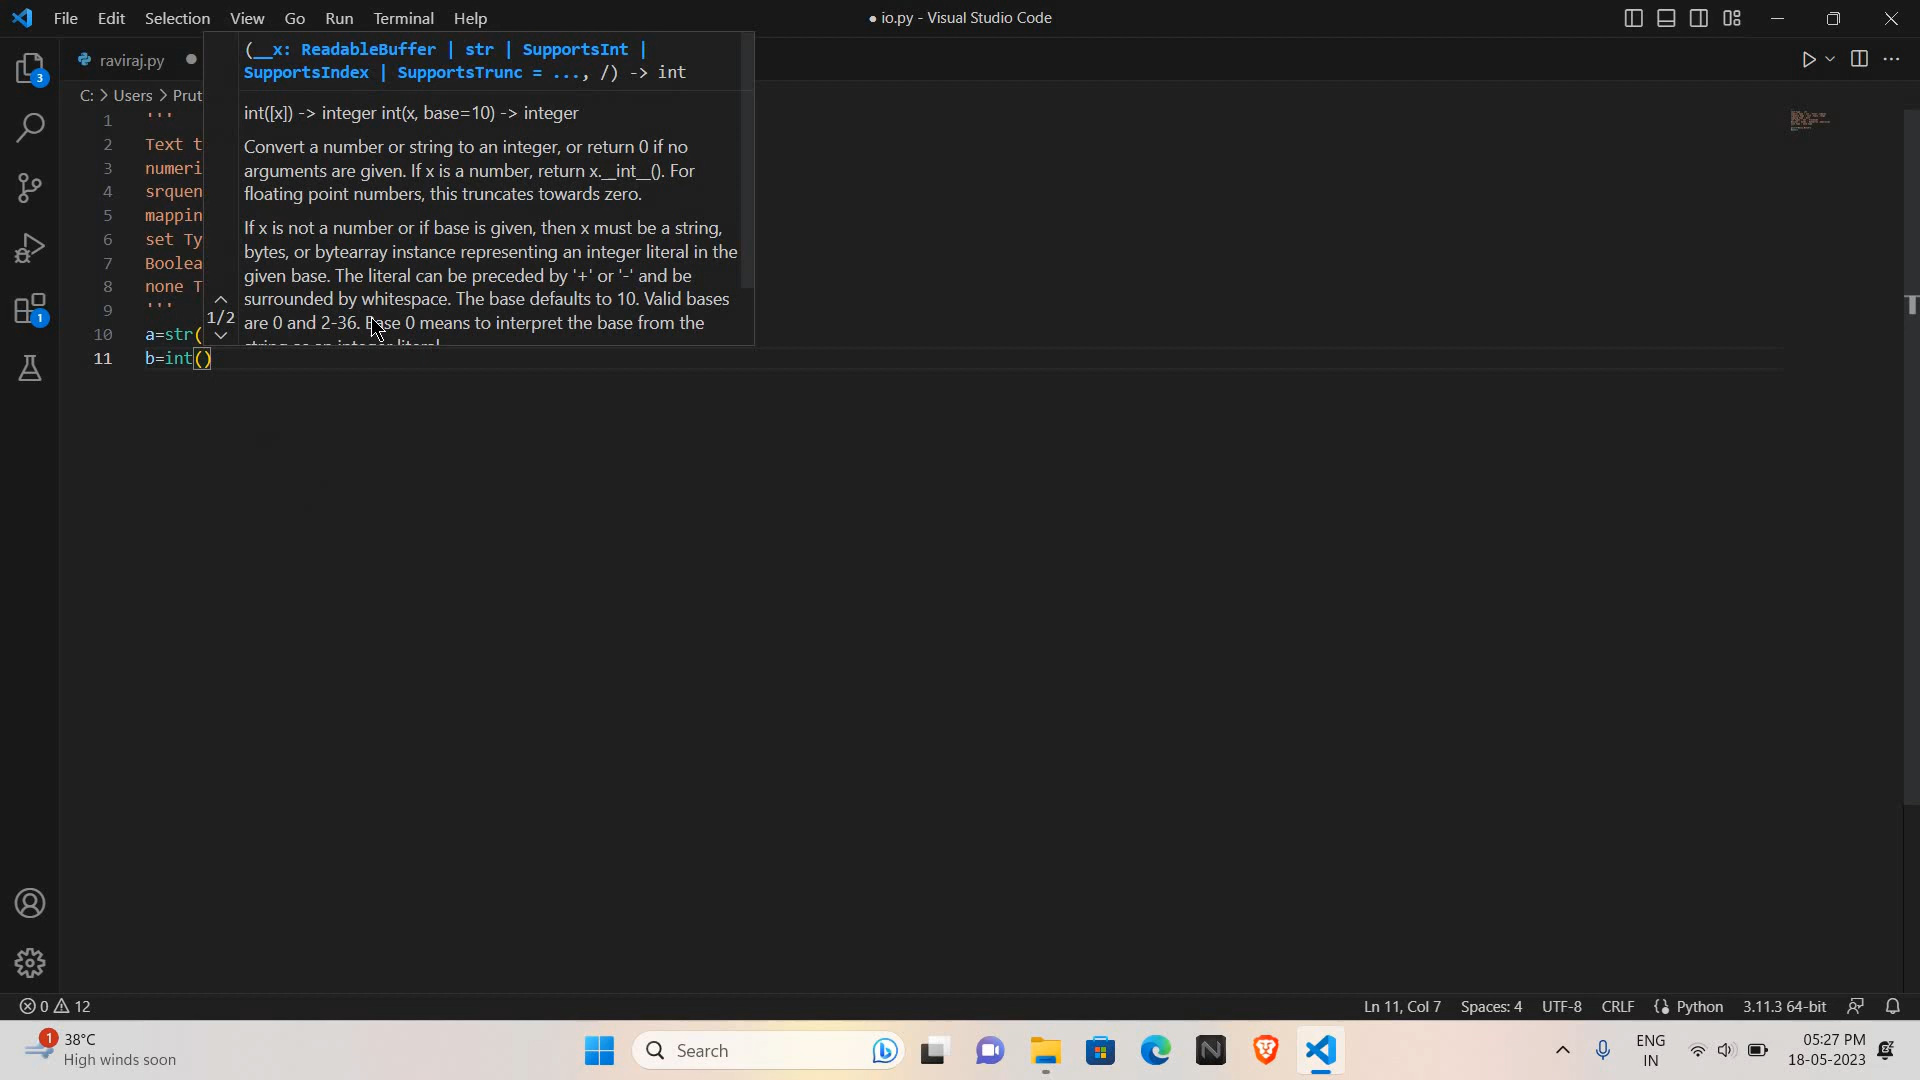 File Edit Selection View Go Run Terminal Help
● io.py - Visual Studio Code
raviraj.py
C: > Users > Prut
(__x: ReadableBuffer | str | SupportsInt |
SupportsIndex | SupportsTrunc = ..., /) -> int
int([x]) -> integer int(x, base=10) -> integer
Convert a number or string to an integer, or return 0 if no
arguments are given. If x is a number, return x.__int__(). For
floating point numbers, this truncates towards zero.
If x is not a number or if base is given, then x must be a string,
bytes, or bytearray instance representing an integer literal in the
given base. The literal can be preceded by '+' or '-' and be
surrounded by whitespace. The base defaults to 10. Valid bases
are 0 and 2-36. Base 0 means to interpret the base from the
1/2
1 '''
2 Text t
3 numeri
4 srquen
5 mappin
6 set Ty
7 Boolea
8 none T
9 '''
10 a=str(
11 b=int()
3
1
0 12
Ln 11, Col 7 Spaces: 4 UTF-8 CRLF Python 3.11.3 64-bit
1
38°C
High winds soon
Search
ENG
IN
05:27 PM
18-05-2023